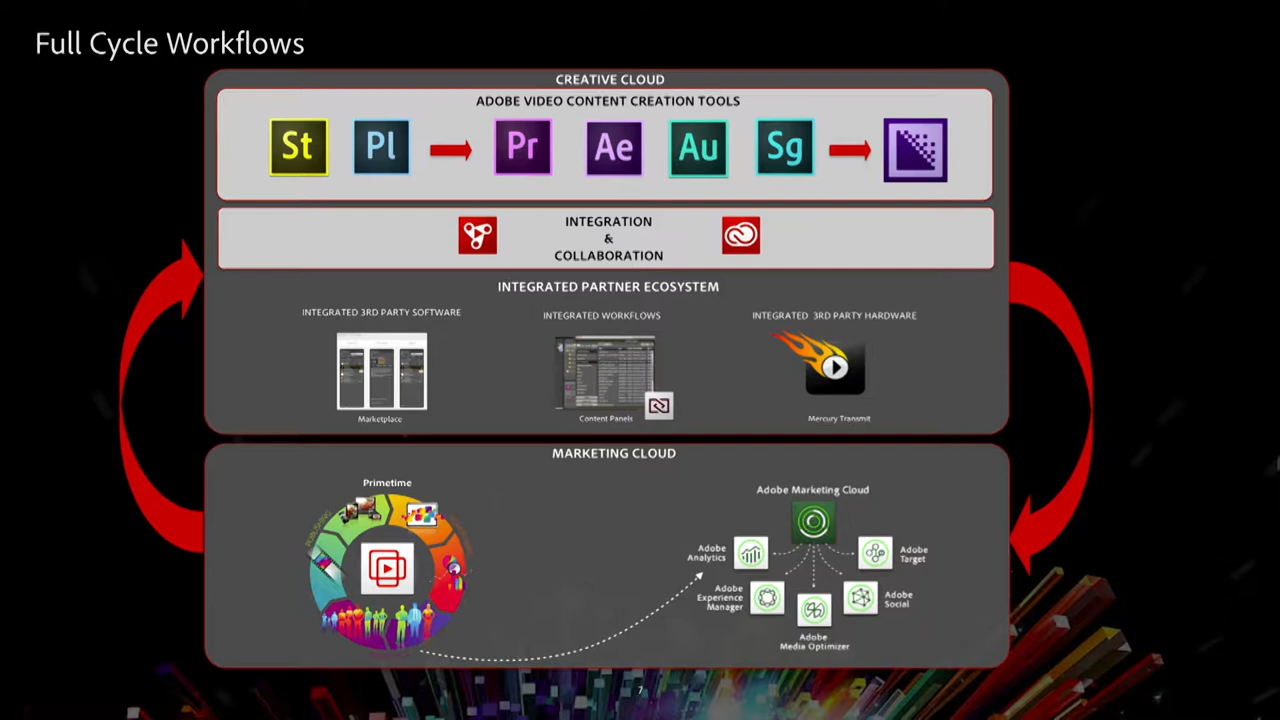 Full Cycle Workflows
CREATIVE CLOUD
ADOBE VIDEO CONTENT CREATION TOOLS
St
Pl
Pr
Ae
Au
Sg
INTEGRATION
&
COLLABORATION
INTEGRATED PARTNER ECOSYSTEM
INTEGRATED 3RD PARTY SOFTWARE
INTEGRATED WORKFLOWS
INTEGRATED 3RD PARTY HARDWARE
Marketplace
Content Panels
Mercury Transmit
MARKETING CLOUD
Primetime
PUBLISHING
Adobe Marketing Cloud
Adobe
Analytics
Adobe
Target
Adobe
Experience
Manager
Adobe
Social
Adobe
Media Optimizer
7